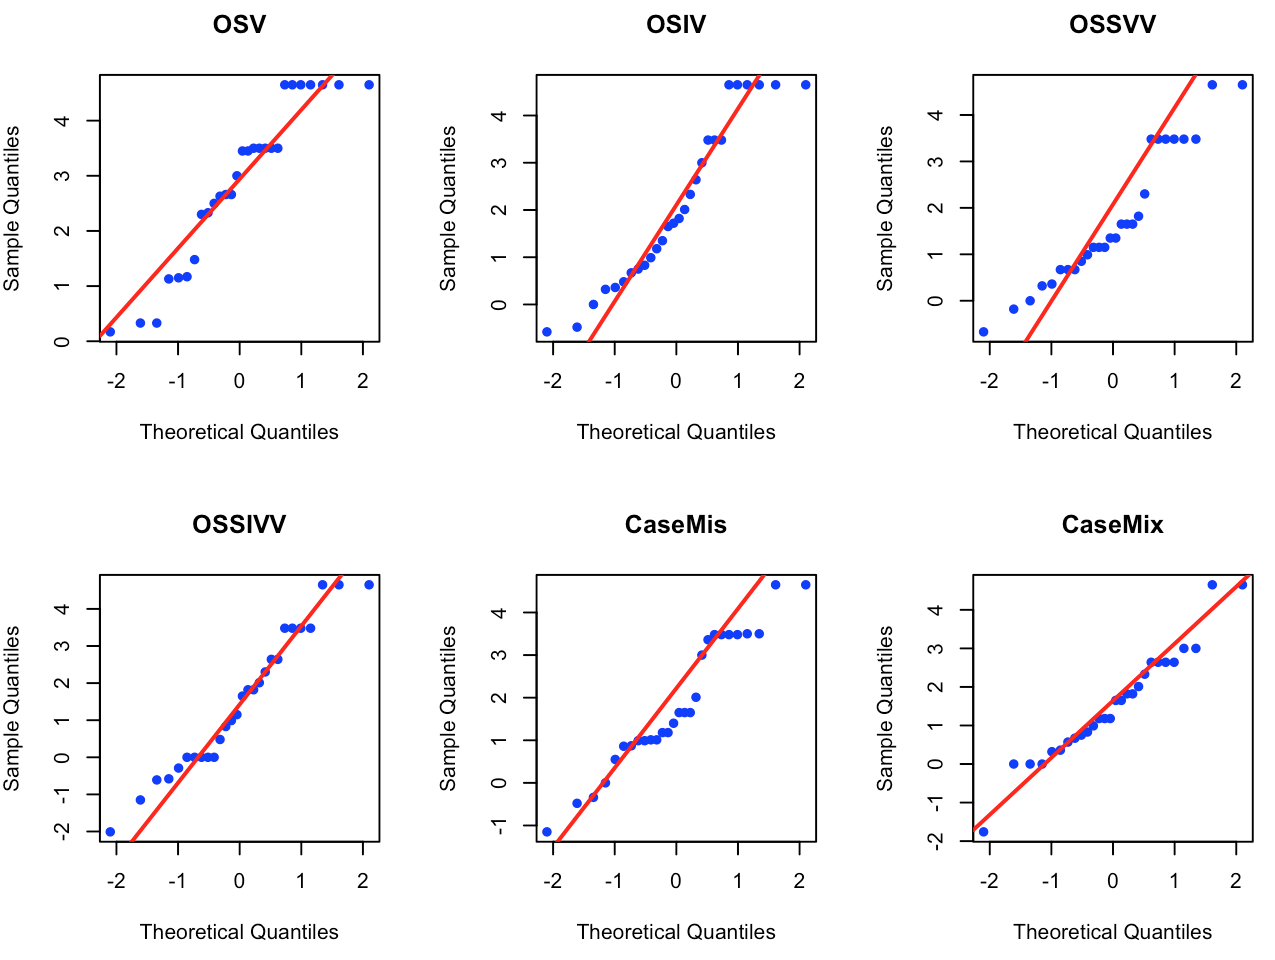 OSV
OSIV
OSSVV
Sample Quantiles
0 1 2 3 4
-2 -1 0 1 2
Theoretical Quantiles
Sample Quantiles
0 1 2 3 4
-2 -1 0 1 2
Theoretical Quantiles
Sample Quantiles
0 1 2 3 4
-2 -1 0 1 2
Theoretical Quantiles
OSSIVV
CaseMis
CaseMix
Sample Quantiles
-2 -1 0 1 2 3 4
-2 -1 0 1 2
Theoretical Quantiles
Sample Quantiles
-1 0 1 2 3 4
-2 -1 0 1 2
Theoretical Quantiles
Sample Quantiles
-2 -1 0 1 2 3 4
-2 -1 0 1 2
Theoretical Quantiles